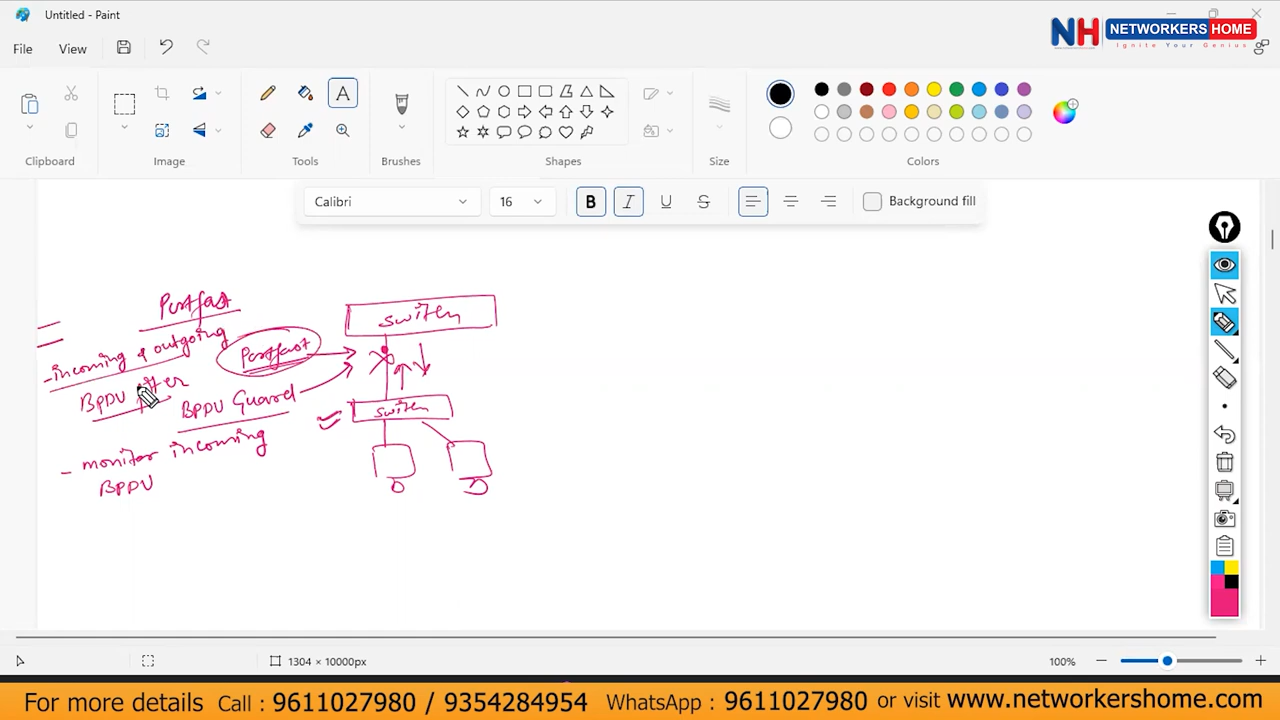 Untitled - Paint
NH NETWORKERS HOME
Ignite Your Genius
File View
A
Clipboard
Image
Tools
Brushes
Shapes
Size
Colors
Calibri
16
B I U S
Background fill
Portfast
switch
- incoming & outgoing
Portfast
BPDU filter
BPDU Guard
switch
- monitor incoming
BPDU
D D
1304 × 10000px
100%
For more details Call : 9611027980 / 9354284954 WhatsApp : 9611027980 or visit www.networkershome.com